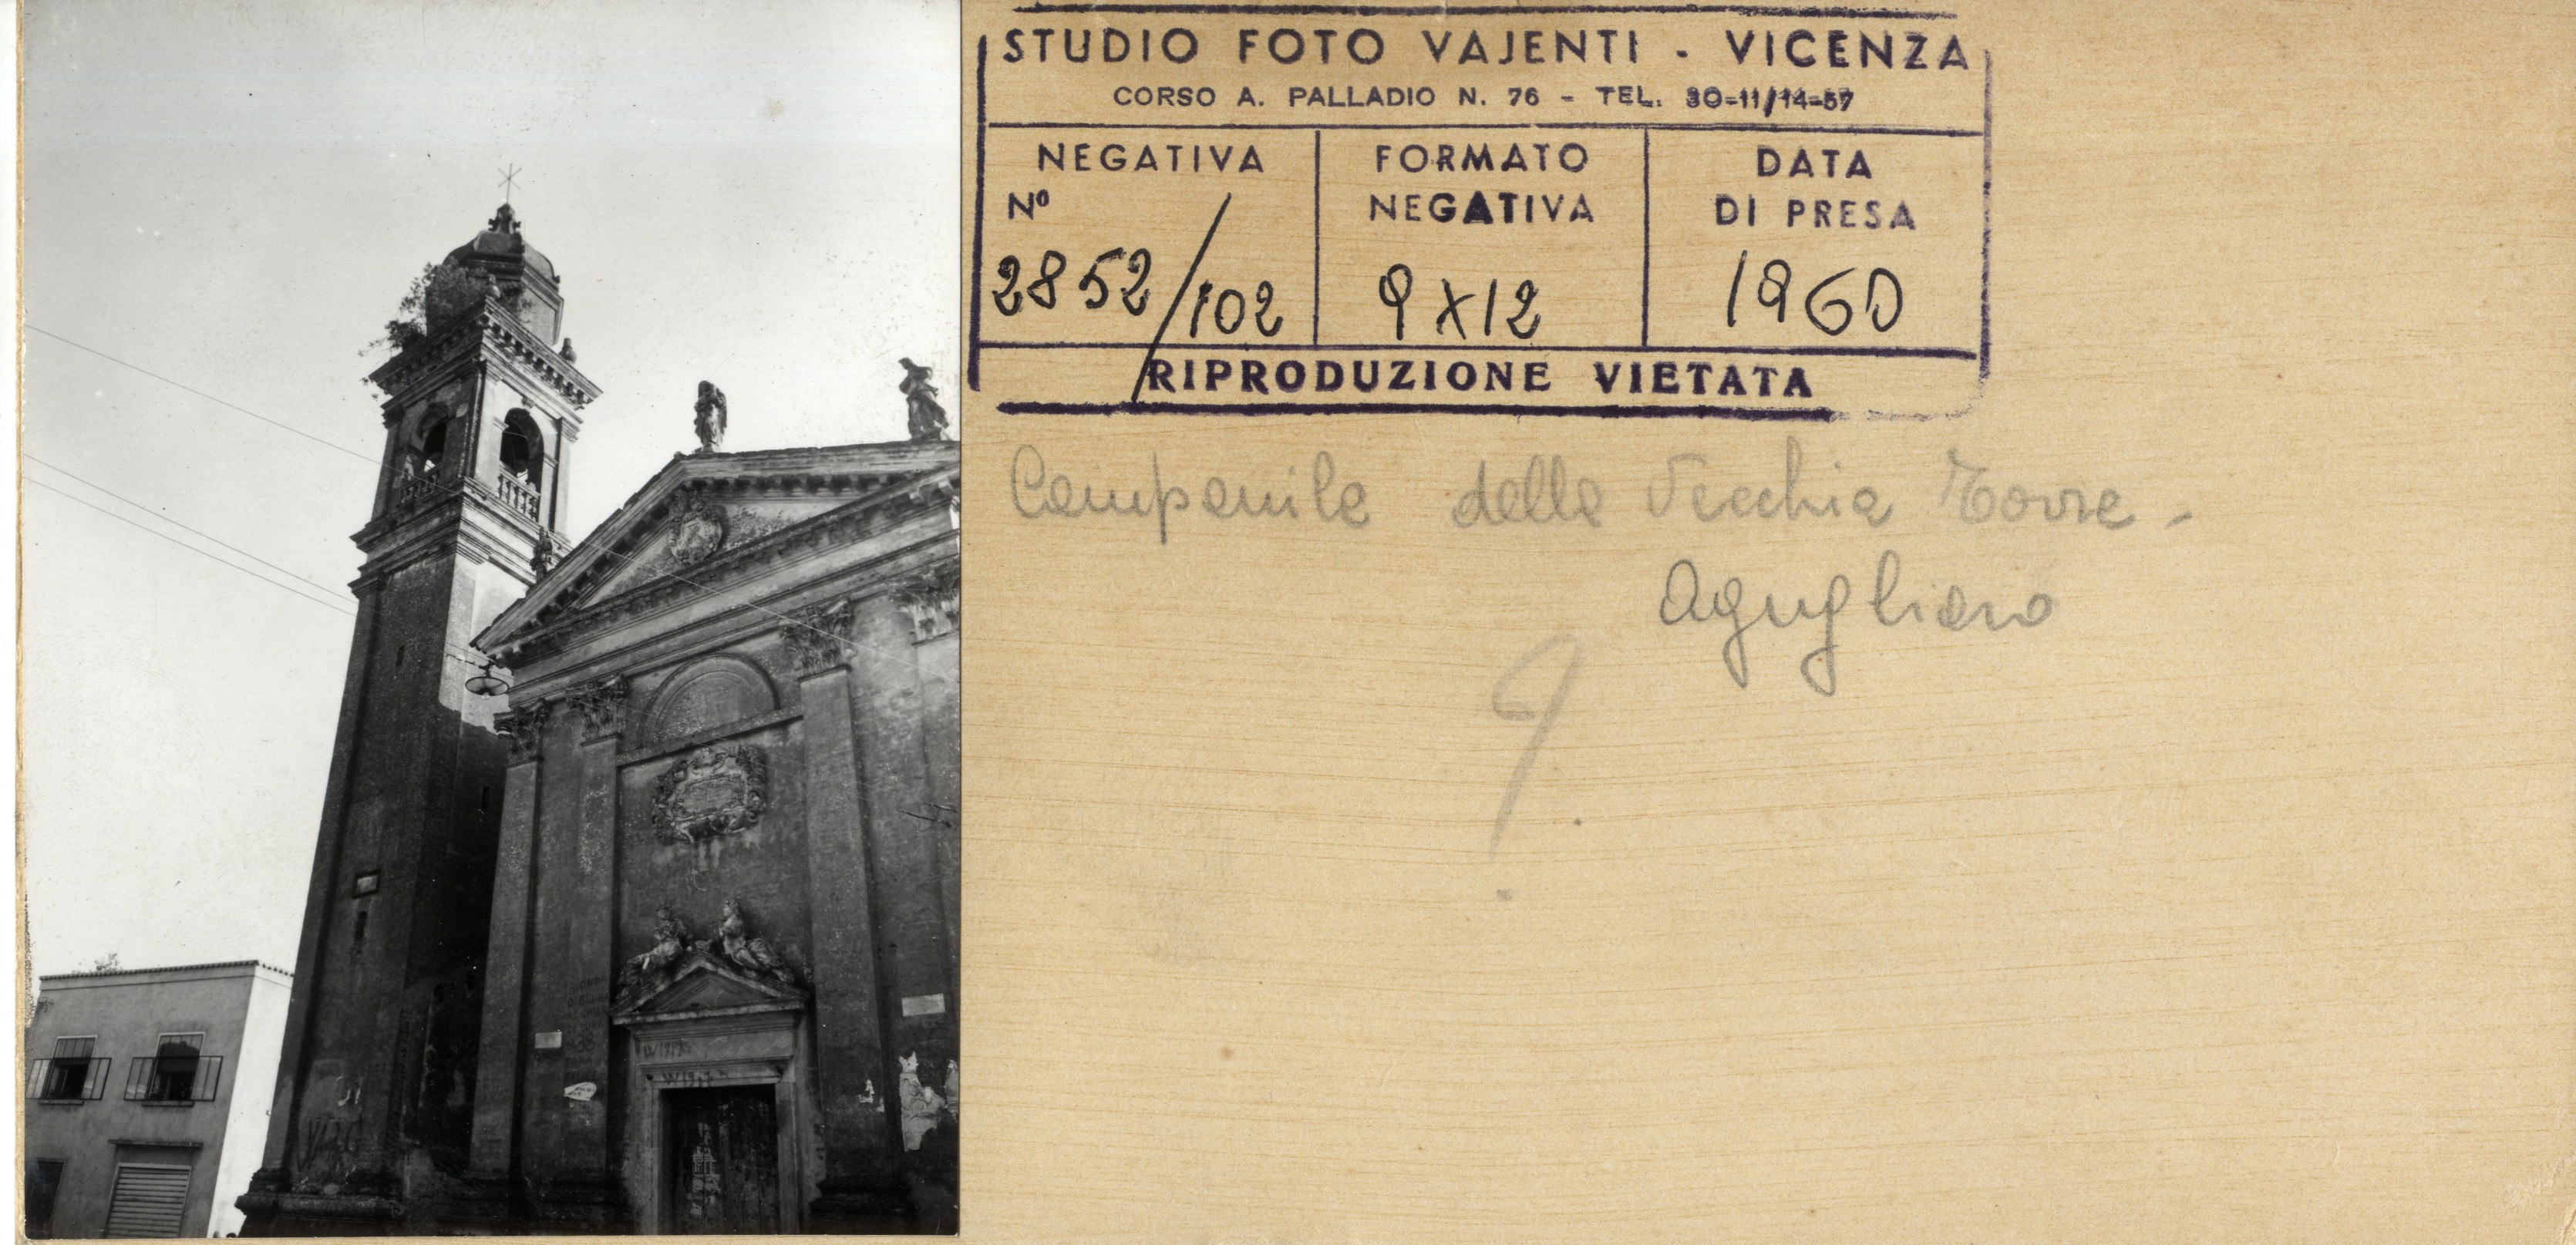 STUDIO FOTO VAJENTI - VICENZA
CORSO A. PALLADIO N. 76 - TEL. 30-11/14-57
NEGATIVA
Nº
2852/102
FORMATO
NEGATIVA
9x12
DATA
DI PRESA
1960
RIPRODUZIONE VIETATA
Campanile della Vecchia Torre -
Agugliaro
?